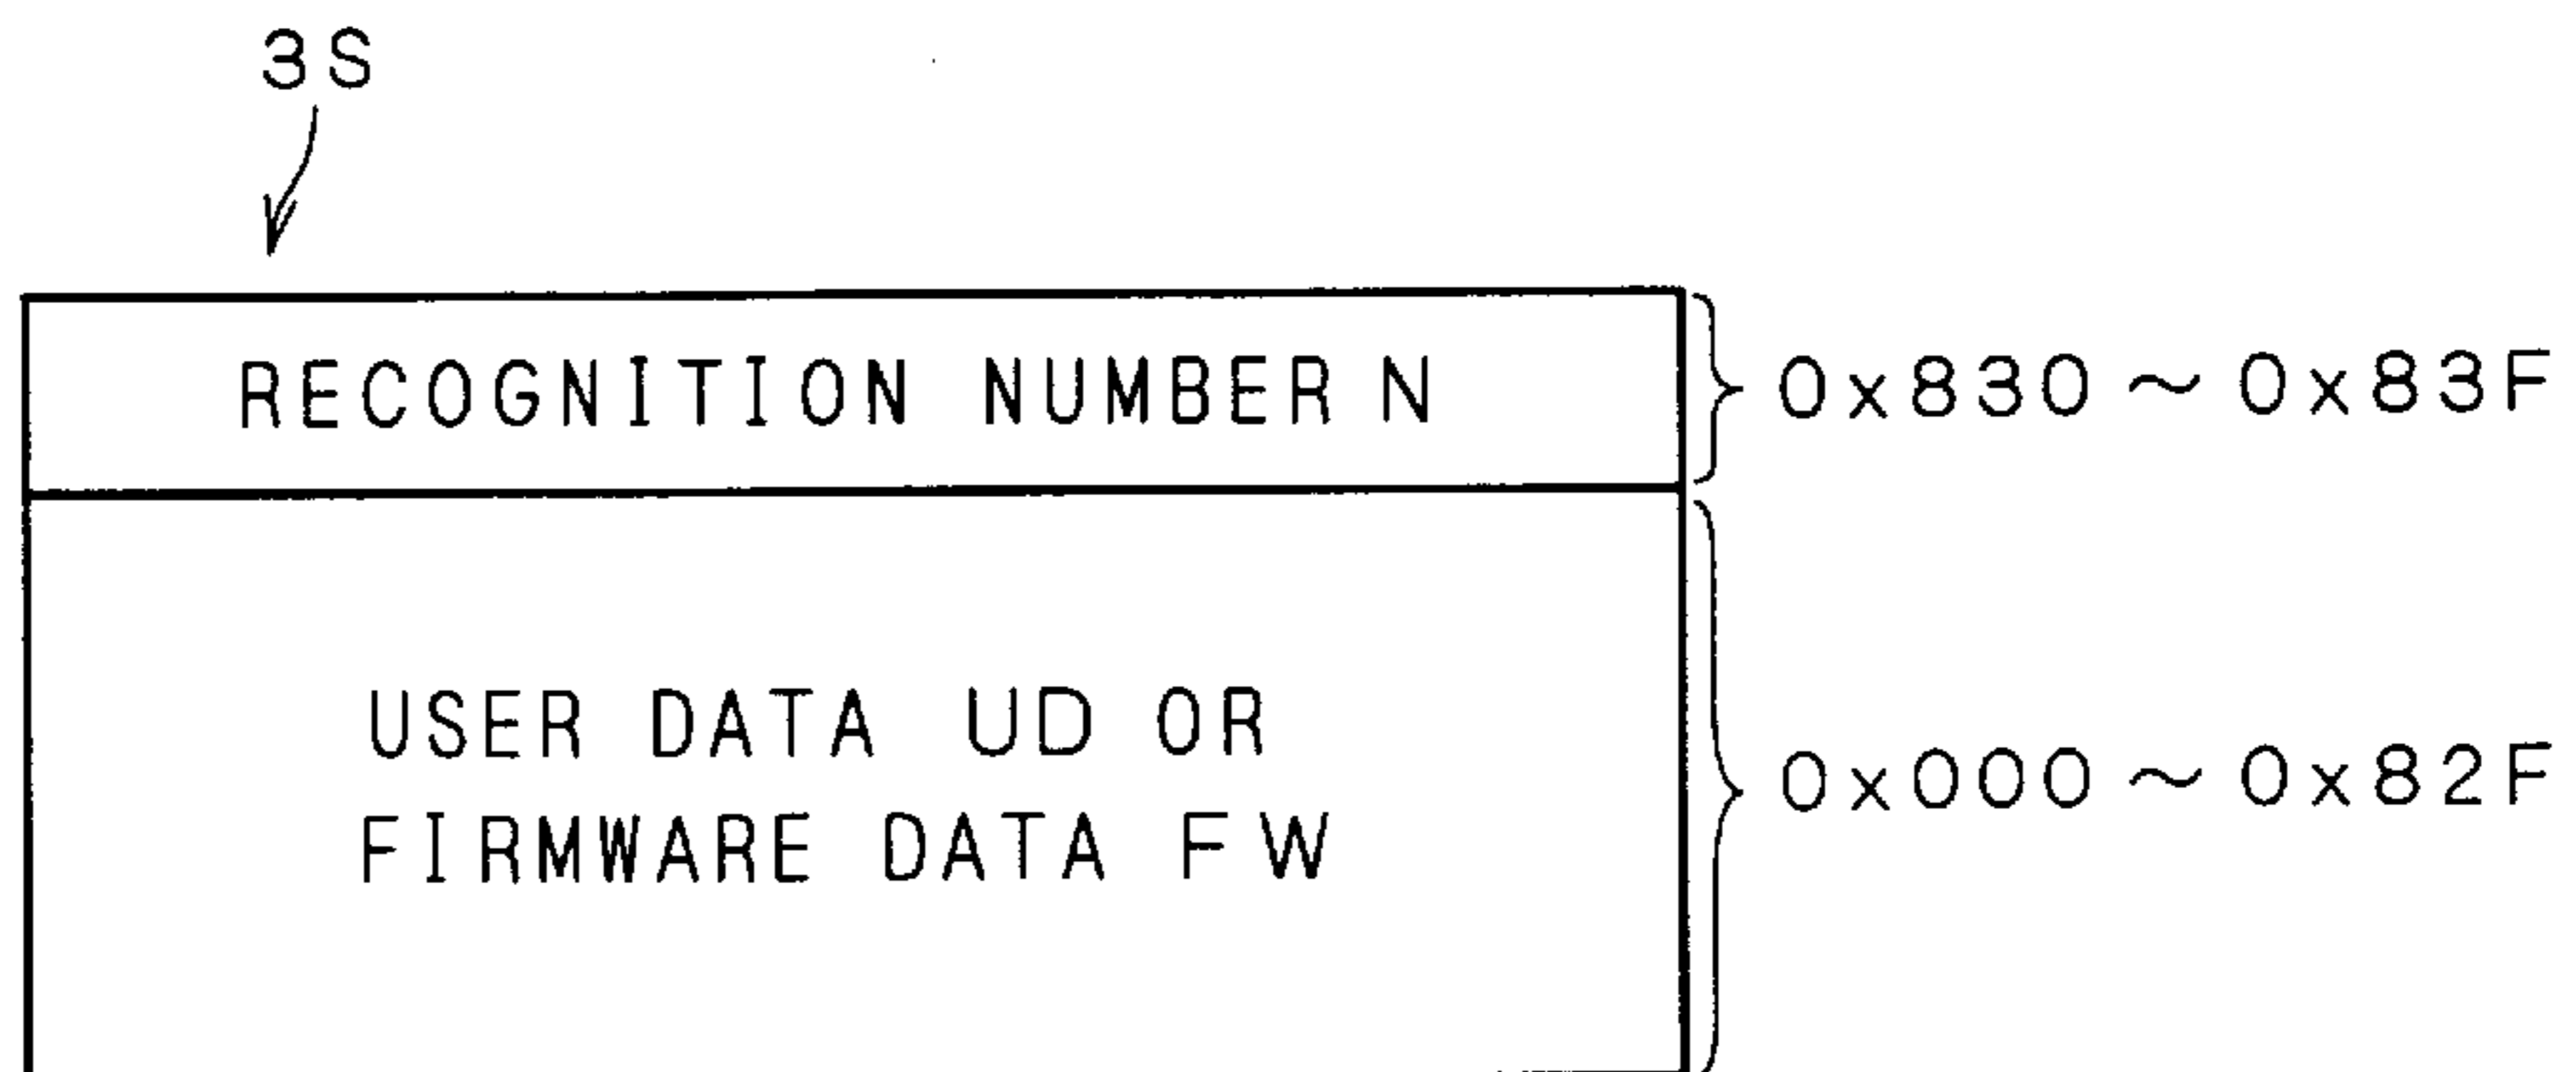 3S
RECOGNITION NUMBER N
0x830 ~ 0x83F
USER DATA UD OR
FIRMWARE DATA FW
0x000 ~ 0x82F